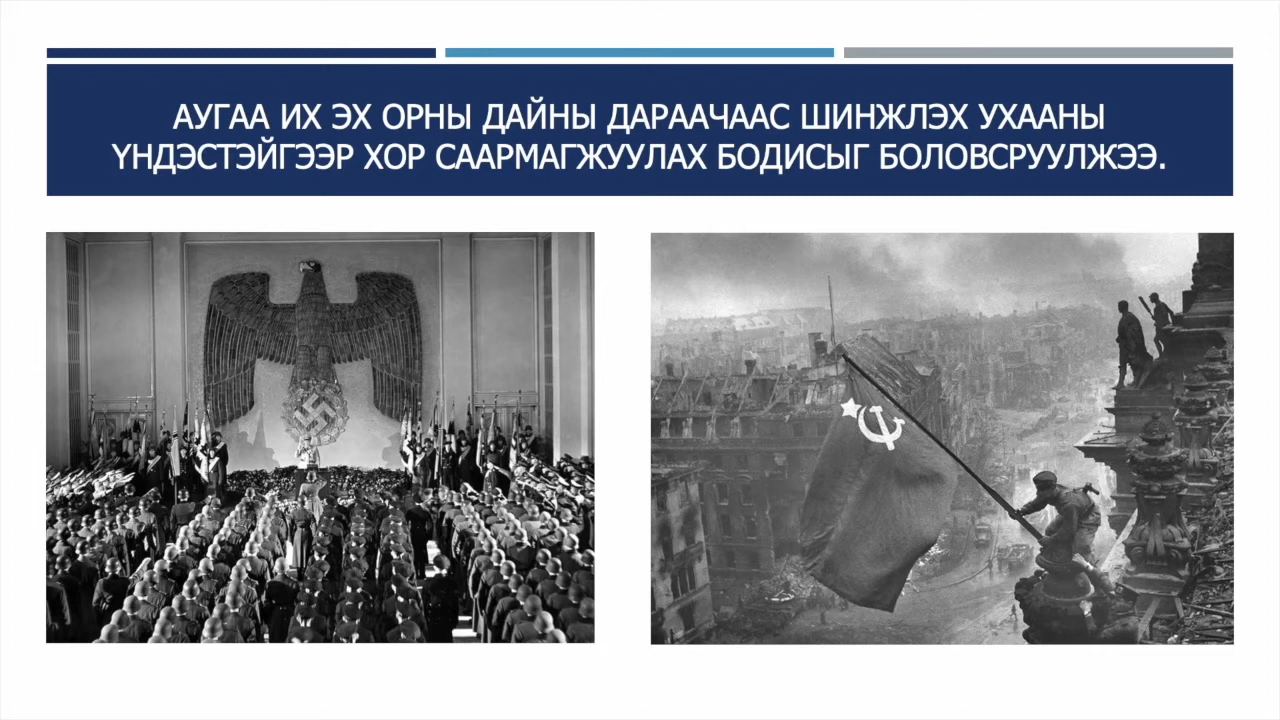 АУГАА ИХ ЭХ ОРНЫ ДАЙНЫ ДАРААЧААС ШИНЖЛЭХ УХААНЫ
ҮНДЭСТЭЙГЭЭР ХОР СААРМАГЖУУЛАХ БОДИСЫГ БОЛОВСРУУЛЖЭЭ.